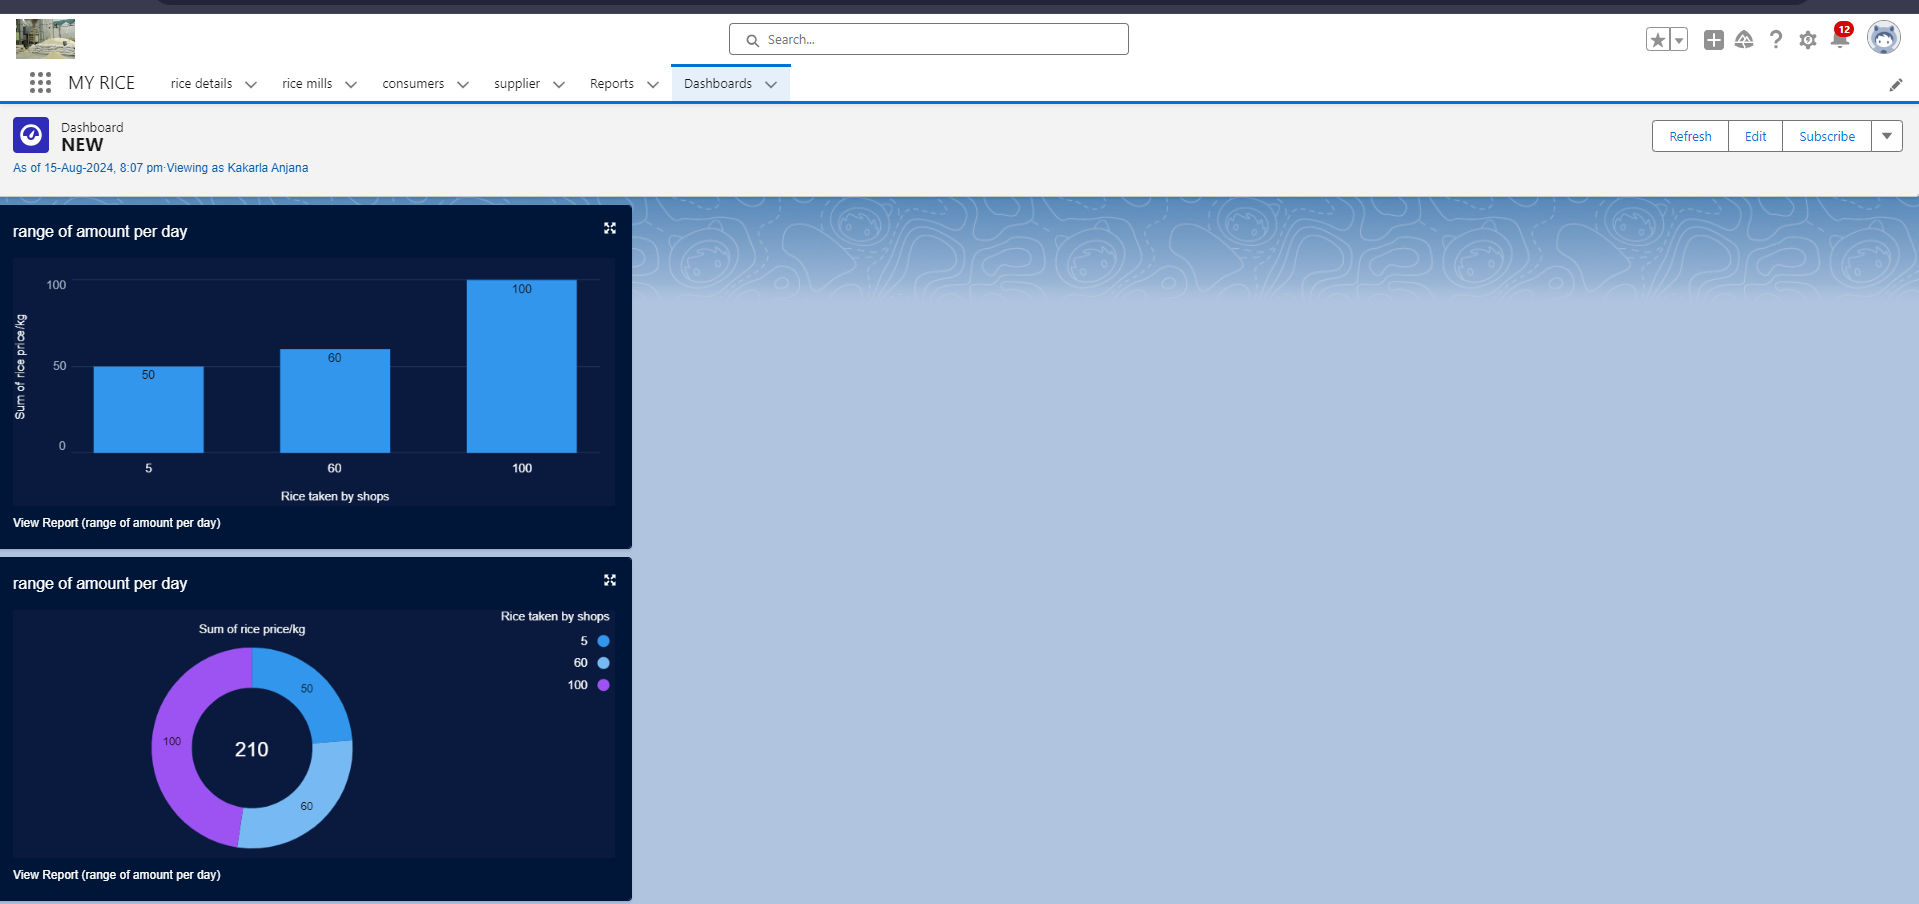 Search...
12
MY RICE
rice details
rice mills
consumers
supplier
Reports
Dashboards
Dashboard
NEW
As of 15-Aug-2024, 8:07 pm·Viewing as Kakarla Anjana
Refresh
Edit
Subscribe
range of amount per day
Sum of rice price/kg
100
50
0
50
60
100
5
60
100
Rice taken by shops
View Report (range of amount per day)
range of amount per day
Sum of rice price/kg
Rice taken by shops
5
60
100
50
100
210
60
View Report (range of amount per day)